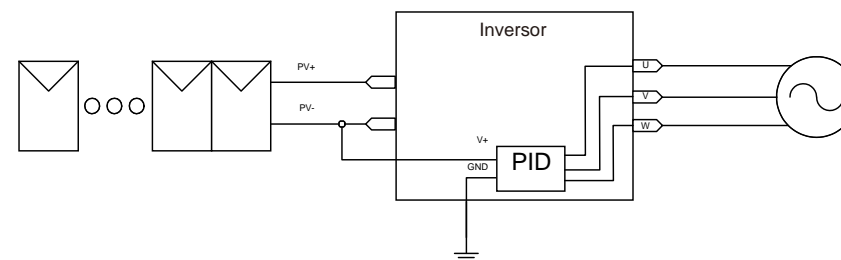 Inversor
PV+
U
PV-
V
W
V+
PID
GND